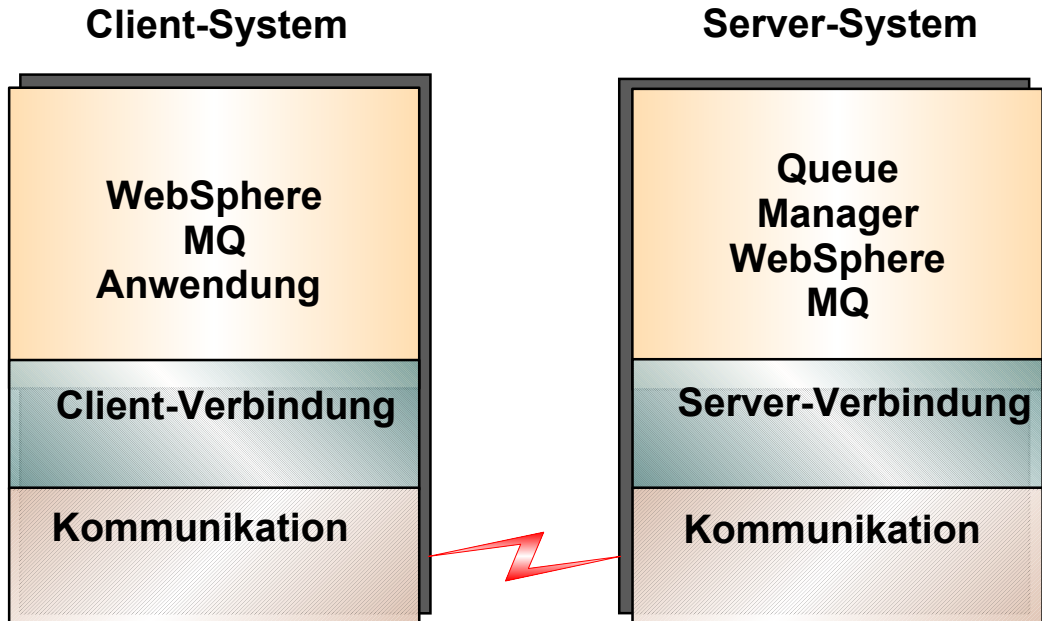 Client-System
WebSphere
MQ
Anwendung
Client-Verbindung
Kommunikation
Server-System
Queue
Manager
WebSphere
MQ
Server-Verbindung
Kommunikation